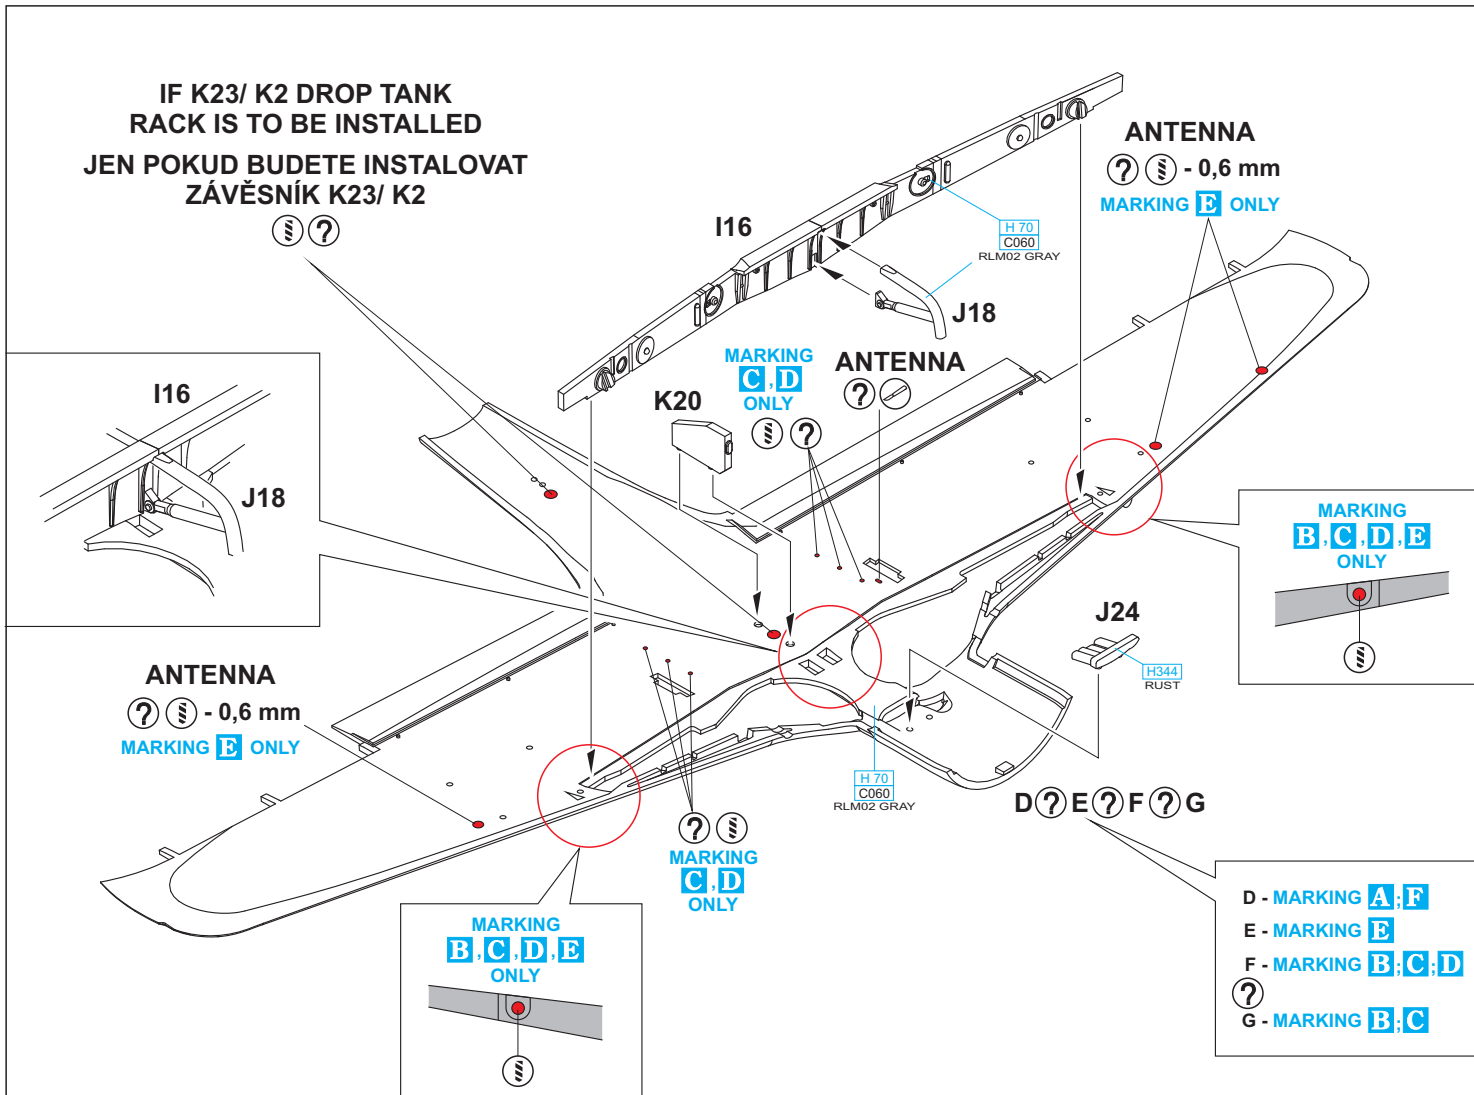 IF K23/ K2 DROP TANK
RACK IS TO BE INSTALLED
JEN POKUD BUDETE INSTALOVAT
ZÁVĚSNÍK K23/ K2
?
I16
H 70
C060
RLM02 GRAY
J18
ANTENNA
? - 0,6 mm
MARKING E ONLY
I16
J18
K20
MARKING
C , D
ONLY
?
ANTENNA
?
MARKING
B , C , D , E
ONLY
J24
H344
RUST
ANTENNA
? - 0,6 mm
MARKING E ONLY
H 70
C060
RLM02 GRAY
?
MARKING
C , D
ONLY
MARKING
B , C , D , E
ONLY
D ? E ? F ? G
D - MARKING A ; F
E - MARKING E
F - MARKING B ; C ; D
?
G - MARKING B ; C